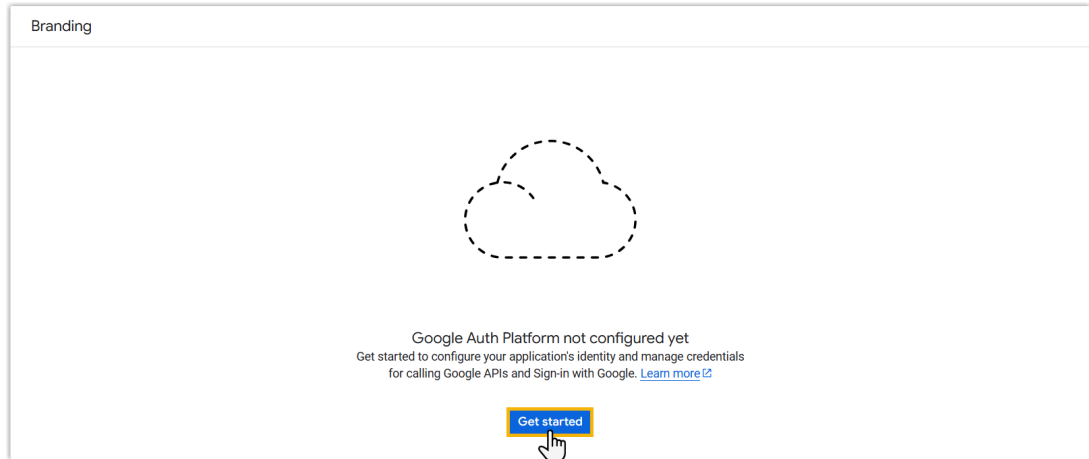 Branding
Google Auth Platform not configured yet
Get started to configure your application's identity and manage credentials
for calling Google APIs and Sign-in with Google. Learn more
Get started